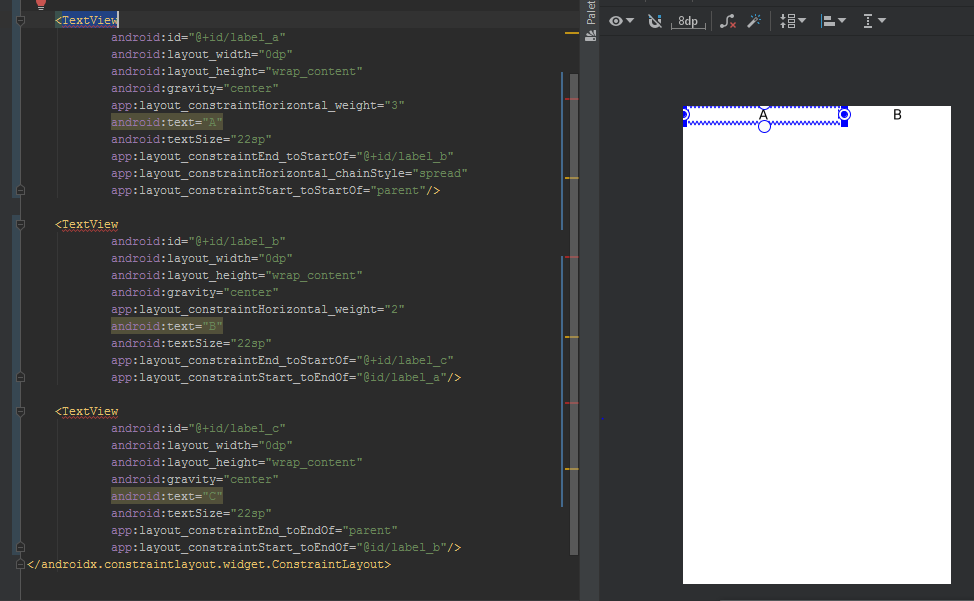 <TextView
android:id="@+id/label_a"
android:layout_width="0dp"
android:layout_height="wrap_content"
android:gravity="center"
app:layout_constraintHorizontal_weight="3"
android:text="A"
android:textSize="22sp"
app:layout_constraintEnd_toStartOf="@+id/label_b"
app:layout_constraintHorizontal_chainStyle="spread"
app:layout_constraintStart_toStartOf="parent"/>
<TextView
android:id="@+id/label_b"
android:layout_width="0dp"
android:layout_height="wrap_content"
android:gravity="center"
app:layout_constraintHorizontal_weight="2"
android:text="B"
android:textSize="22sp"
app:layout_constraintEnd_toStartOf="@+id/label_c"
app:layout_constraintStart_toEndOf="@id/label_a"/>
<TextView
android:id="@+id/label_c"
android:layout_width="0dp"
android:layout_height="wrap_content"
android:gravity="center"
android:text="C"
android:textSize="22sp"
app:layout_constraintEnd_toEndOf="parent"
app:layout_constraintStart_toEndOf="@id/label_b"/>
</androidx.constraintlayout.widget.ConstraintLayout>
Palet
8dp
A B